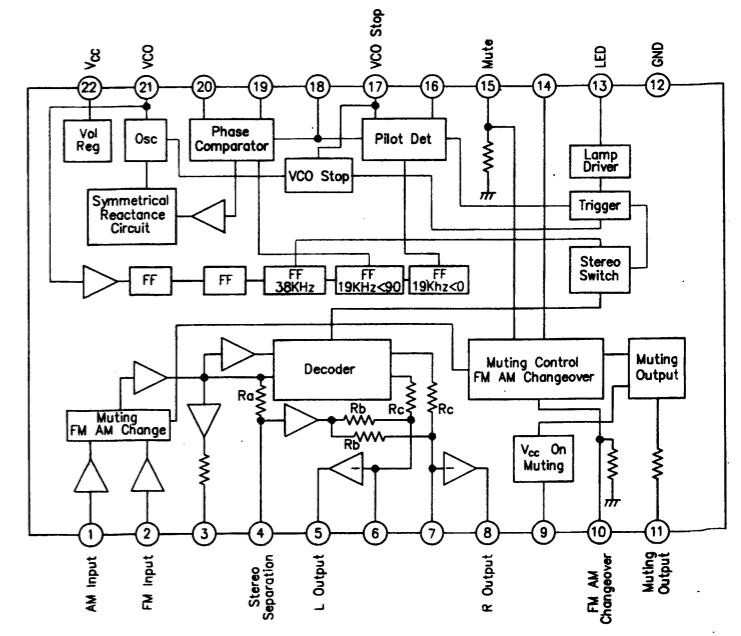 VCC
VCO
VCO Stop
Mute
LED
GND
22
21
20
19
18
17
16
15
14
13
12
Vol
Reg
Osc
Phase
Comparator
Pilot Det
VCO Stop
Lamp
Driver
Trigger
Symmetrical
Reactance
Circuit
Stereo
Switch
FF
FF
FF
38KHz
FF
19KHz<90
FF
19Khz<0
Decoder
Muting Control
FM AM Changeover
Muting
Output
Muting
FM AM Change
Ra
Rb
Rb
Rc
Rc
Vcc On
Muting
1
2
3
4
5
6
7
8
9
10
11
AM Input
FM Input
Stereo
Separation
L Output
R Output
FM AM
Changeover
Muting
Output